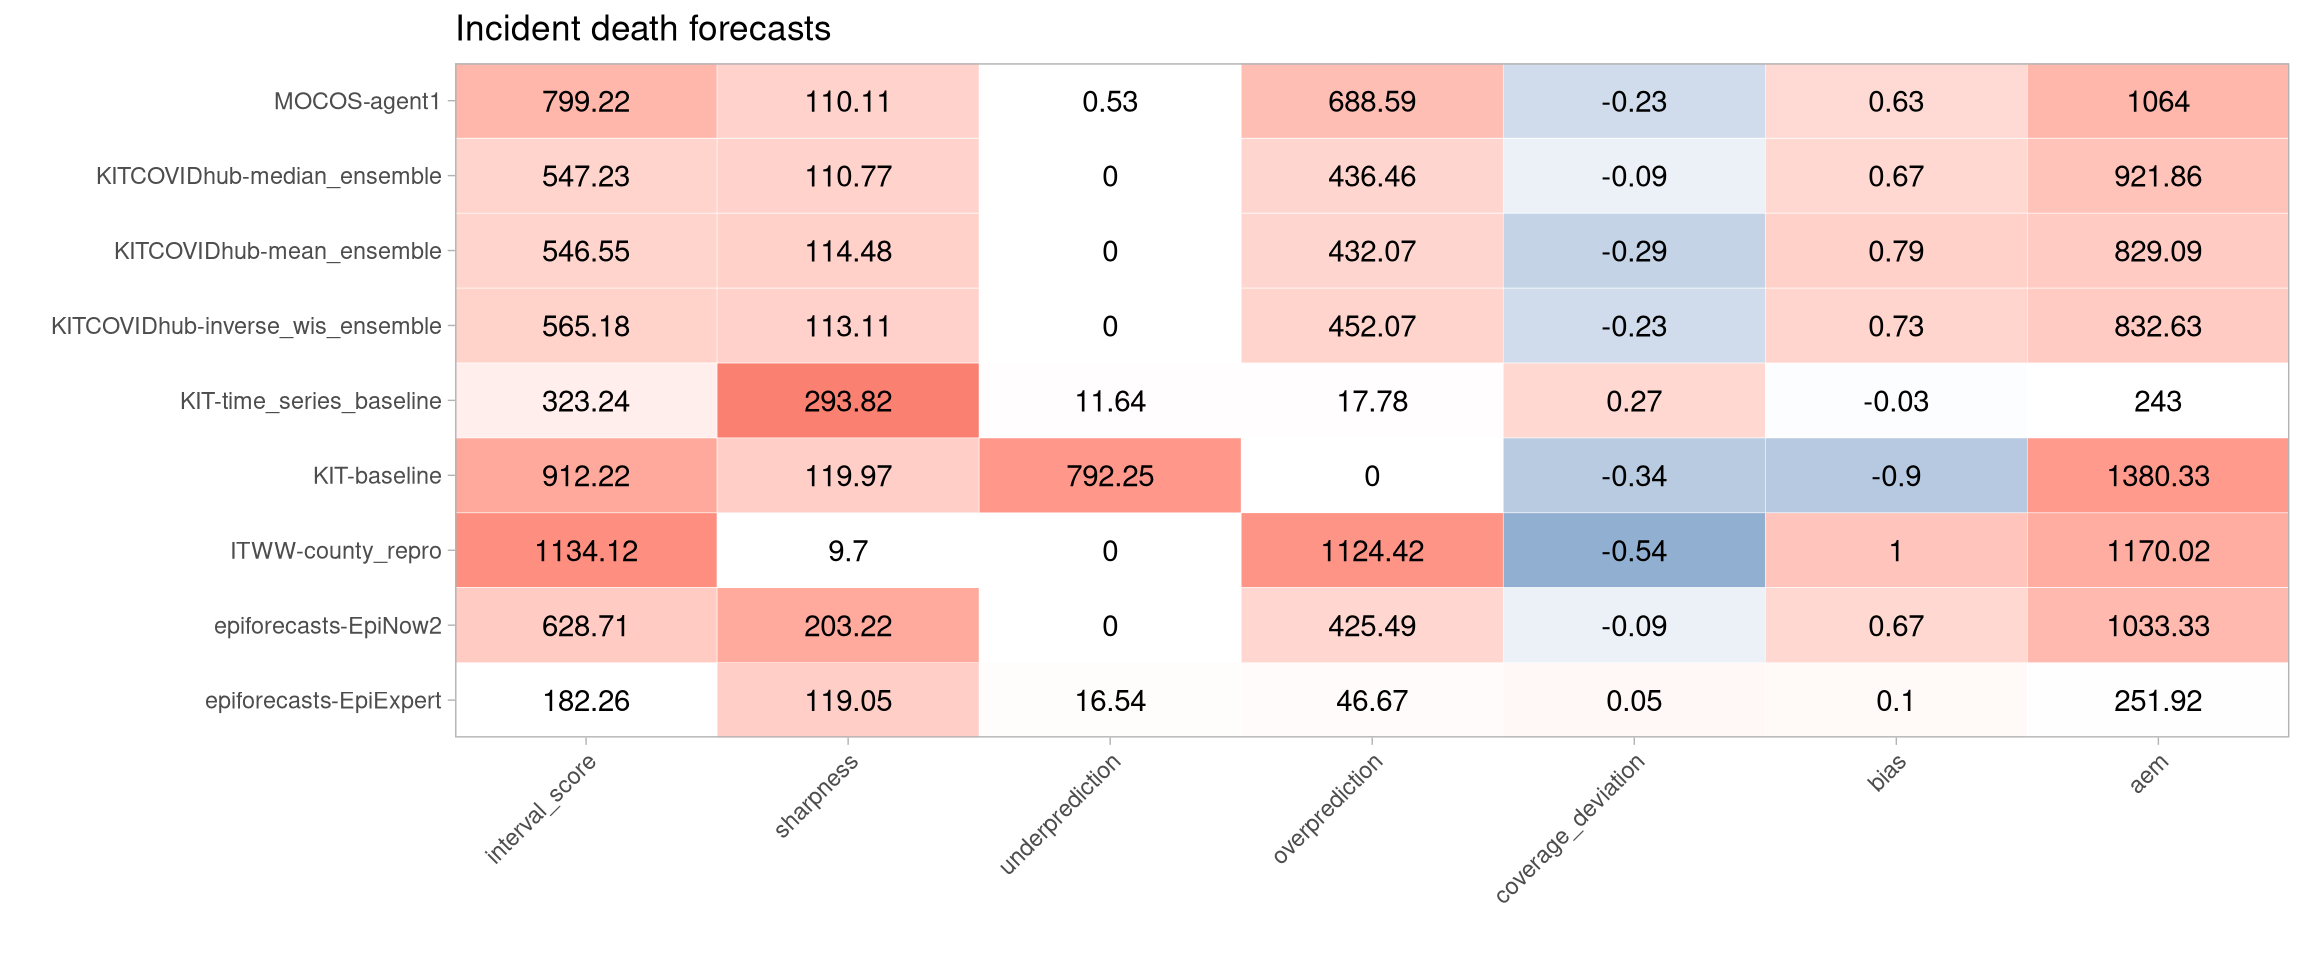 Incident death forecasts
MOCOS-agent1 799.22 110.11 0.53 688.59 -0.23 0.63 1064
KITCOVIDhub-median_ensemble 547.23 110.77 0 436.46 -0.09 0.67 921.86
KITCOVIDhub-mean_ensemble 546.55 114.48 0 432.07 -0.29 0.79 829.09
KITCOVIDhub-inverse_wis_ensemble 565.18 113.11 0 452.07 -0.23 0.73 832.63
KIT-time_series_baseline 323.24 293.82 11.64 17.78 0.27 -0.03 243
KIT-baseline 912.22 119.97 792.25 0 -0.34 -0.9 1380.33
ITWW-county_repro 1134.12 9.7 0 1124.42 -0.54 1 1170.02
epiforecasts-EpiNow2 628.71 203.22 0 425.49 -0.09 0.67 1033.33
epiforecasts-EpiExpert 182.26 119.05 16.54 46.67 0.05 0.1 251.92
interval_score sharpness underprediction overprediction coverage_deviation bias aem